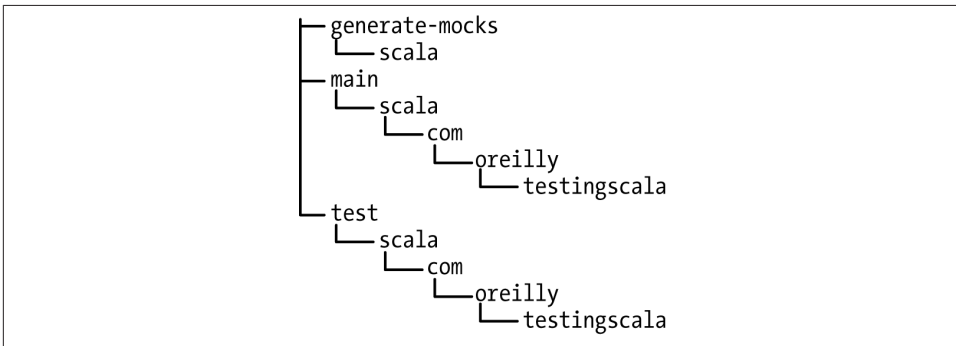 generate-mocks
scala
main
scala
com
oreilly
testingscala
test
scala
com
oreilly
testingscala